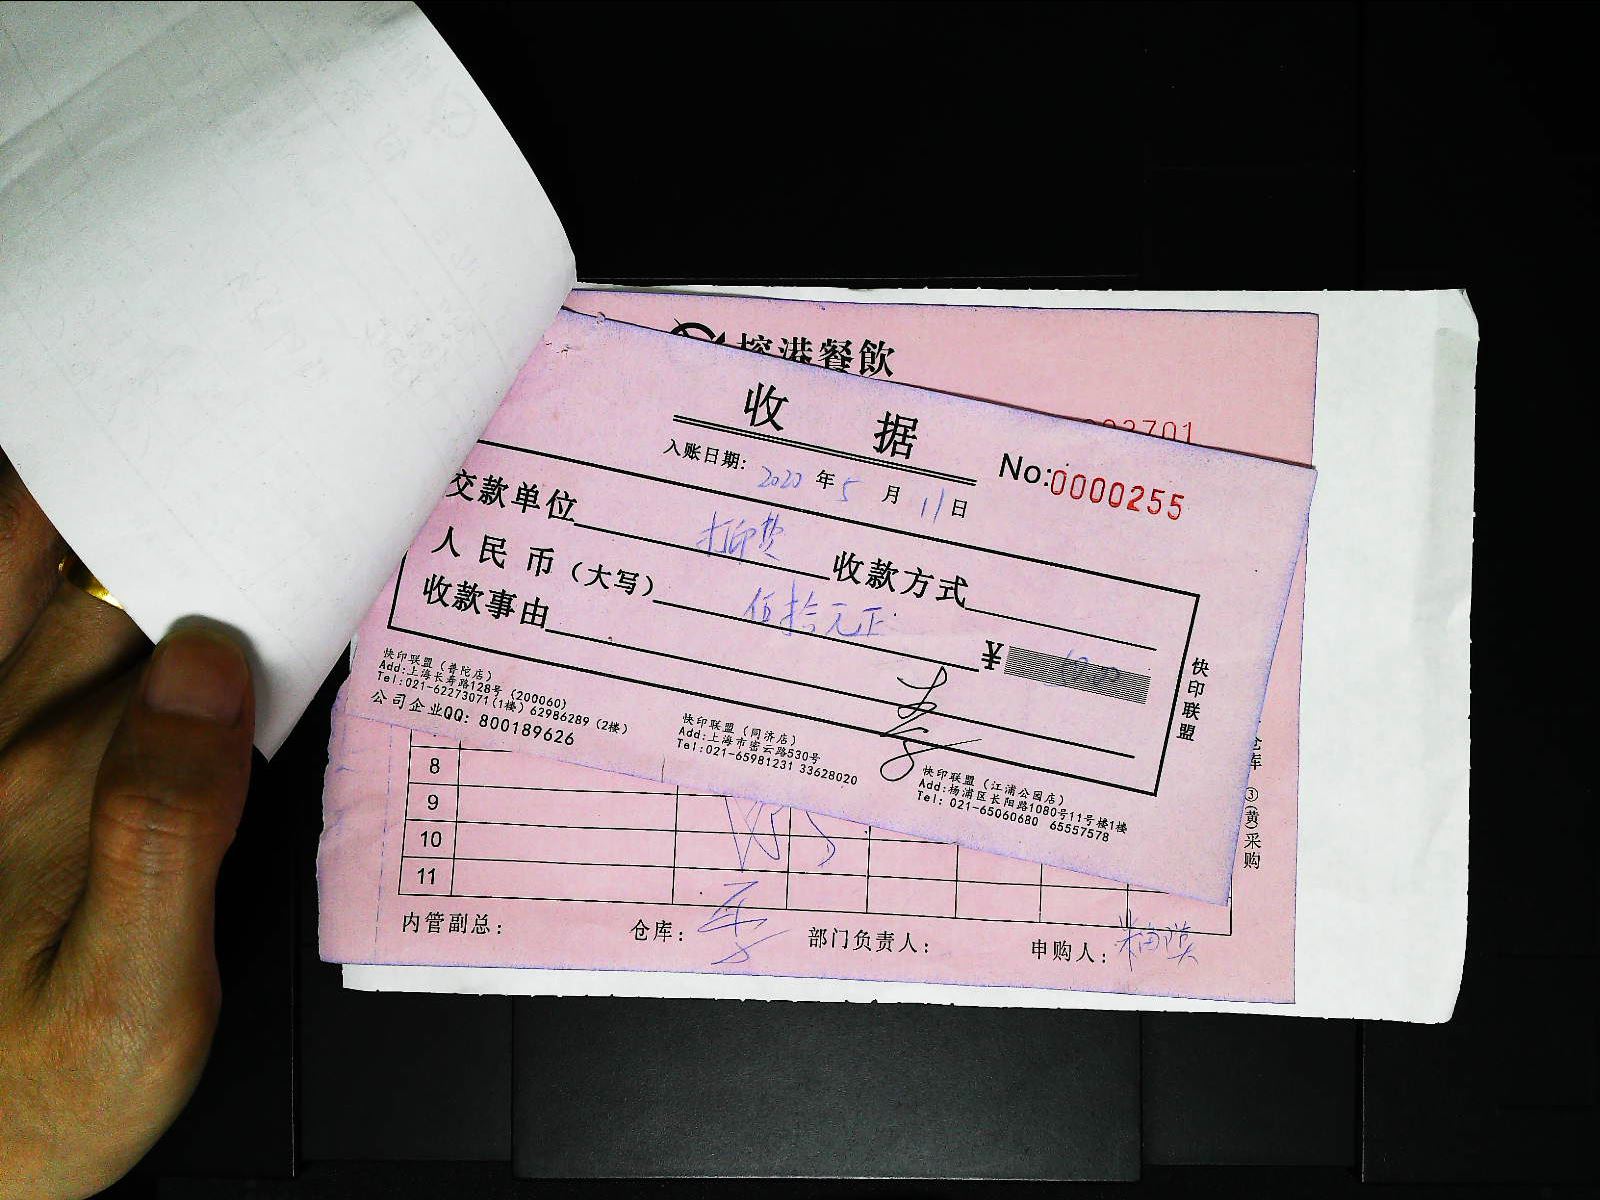 港餐飲
3701
收 据
No:0000255
入账日期: 2020 年 5 月 11 日
交款单位 打印费 收款方式
人民币（大写） 佰拾元正
¥
收款事由
快印联盟
快印联盟（普陀店）
Add:上海长寿路128号（200060）
Tel:021-62273071(1楼) 62986289(2楼)
公司企业QQ: 800189626
快印联盟（同济店）
Add:上海市密云路530号
Tel:021-65981231 33628020
快印联盟（江浦公园店）
Add:杨浦区长阳路1080号11号楼1楼
Tel: 021-65060680 65557578
8
9
10
11
仓库 ③(黄)采购
内管副总: 仓库: 部门负责人: 申购人: